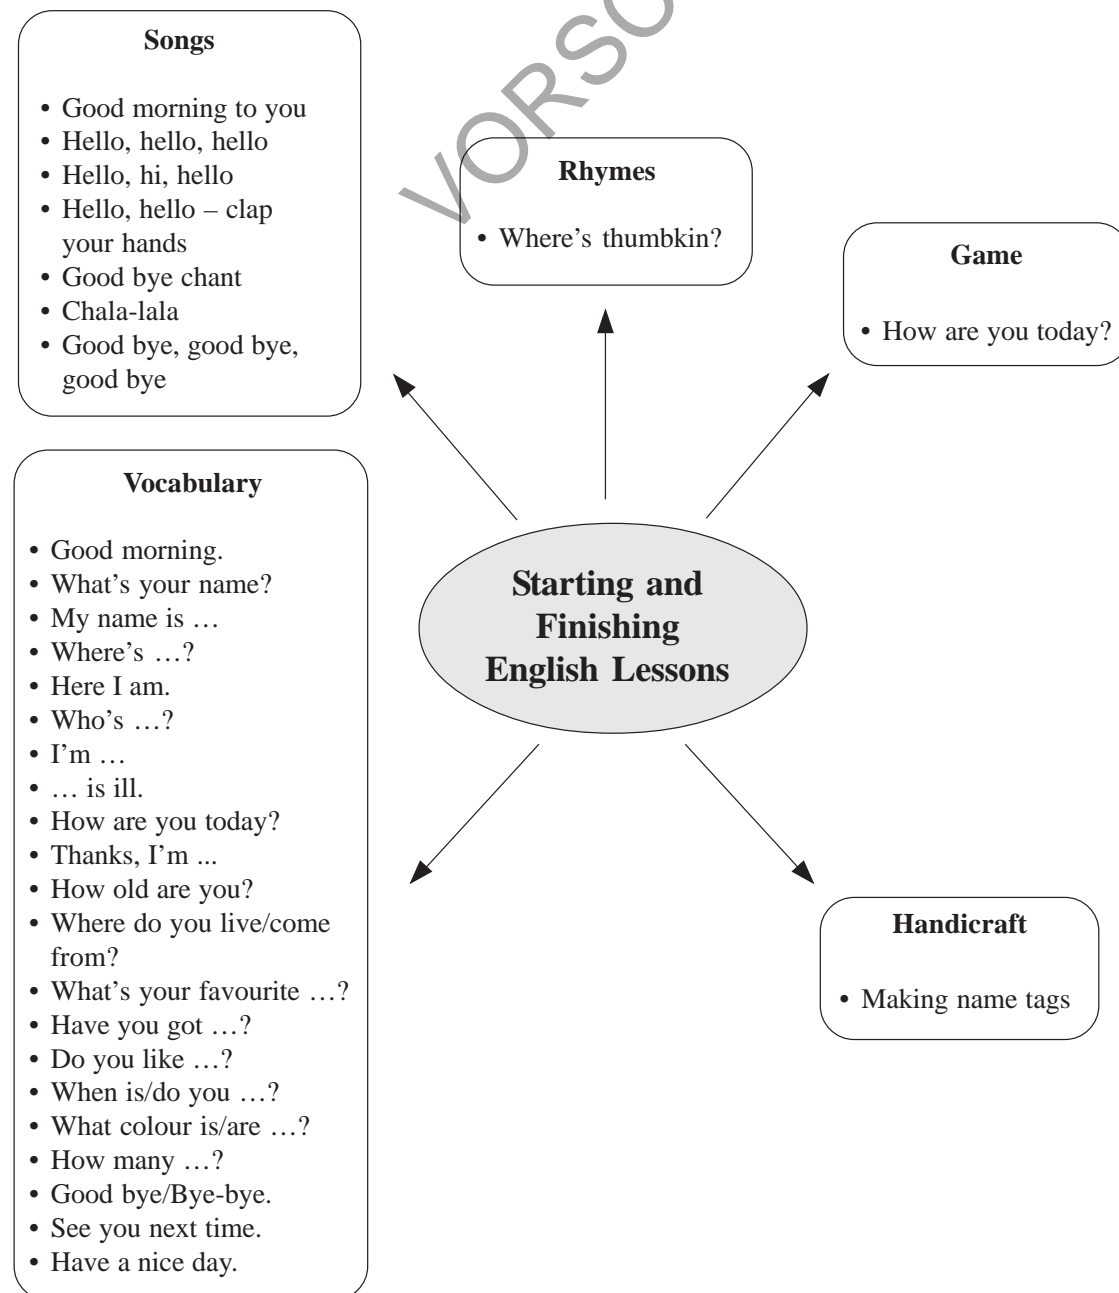 Songs
• Good morning to you
• Hello, hello, hello
• Hello, hi, hello
• Hello, hello – clap
your hands
• Good bye chant
• Chala-lala
• Good bye, good bye,
good bye
VORSC
Rhymes
• Where's thumbkin?
Game
• How are you today?
Vocabulary
• Good morning.
• What's your name?
• My name is …
• Where's …?
• Here I am.
• Who's …?
• I'm …
• … is ill.
• How are you today?
• Thanks, I'm ...
• How old are you?
• Where do you live/come
from?
• What's your favourite …?
• Have you got …?
• Do you like …?
• When is/do you …?
• What colour is/are …?
• How many …?
• Good bye/Bye-bye.
• See you next time.
• Have a nice day.
Starting and
Finishing
English Lessons
Handicraft
• Making name tags